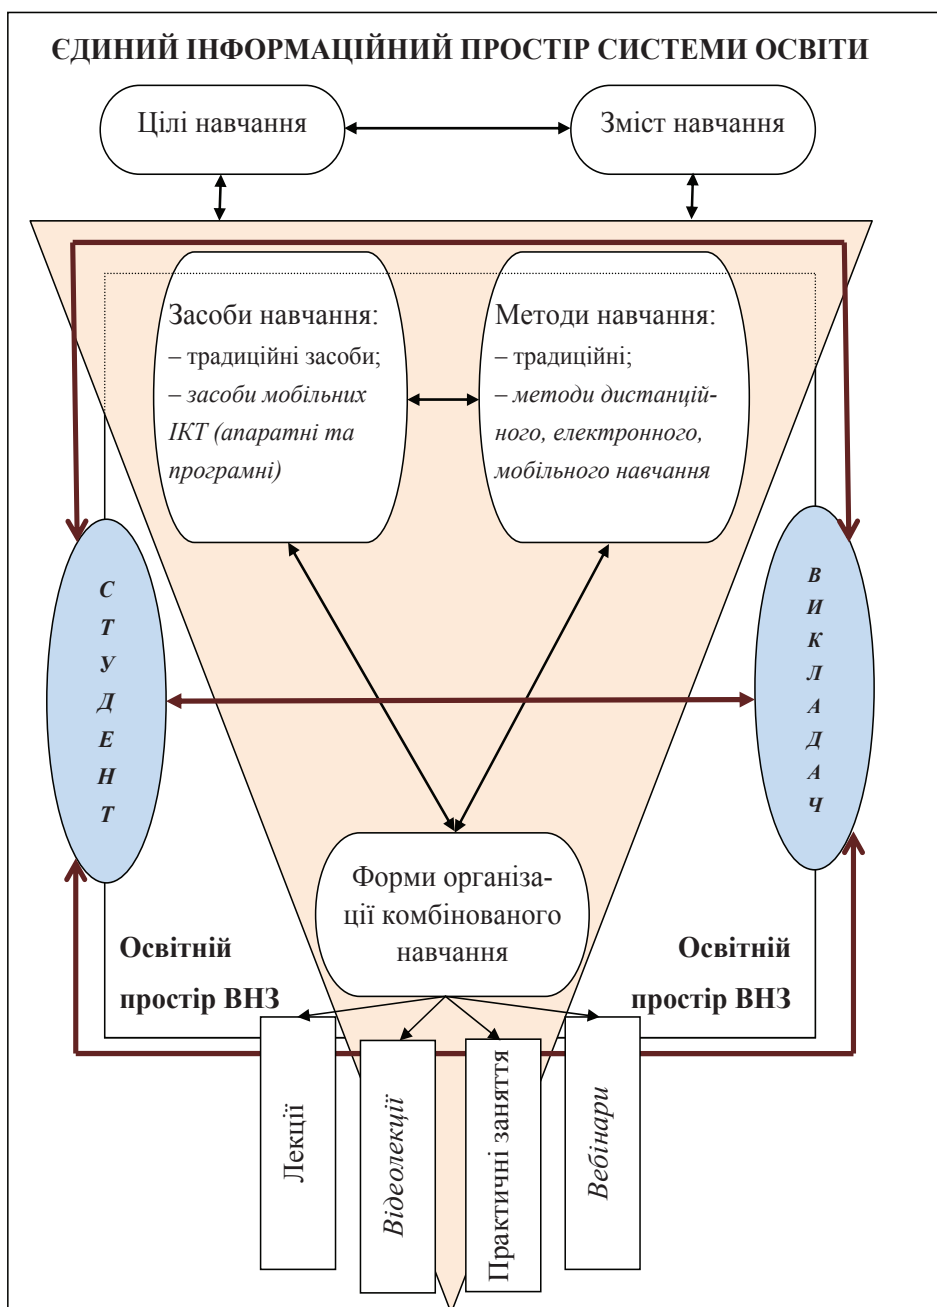 ЄДИНИЙ ІНФОРМАЦІЙНИЙ ПРОСТІР СИСТЕМИ ОСВІТИ
Цілі навчання
Зміст навчання
Засоби навчання:
– традиційні засоби;
– засоби мобільних
ІКТ (апаратні та
програмні)
Методи навчання:
– традиційні;
– методи дистанцій-
ного, електронного,
мобільного навчання
СТУДЕНТ
ВИКЛАДАЧ
Форми організа-
ції комбінованого
навчання
Освітній
простір ВНЗ
Освітній
простір ВНЗ
Лекції
Відеолекції
Практичні заняття
Вебінари